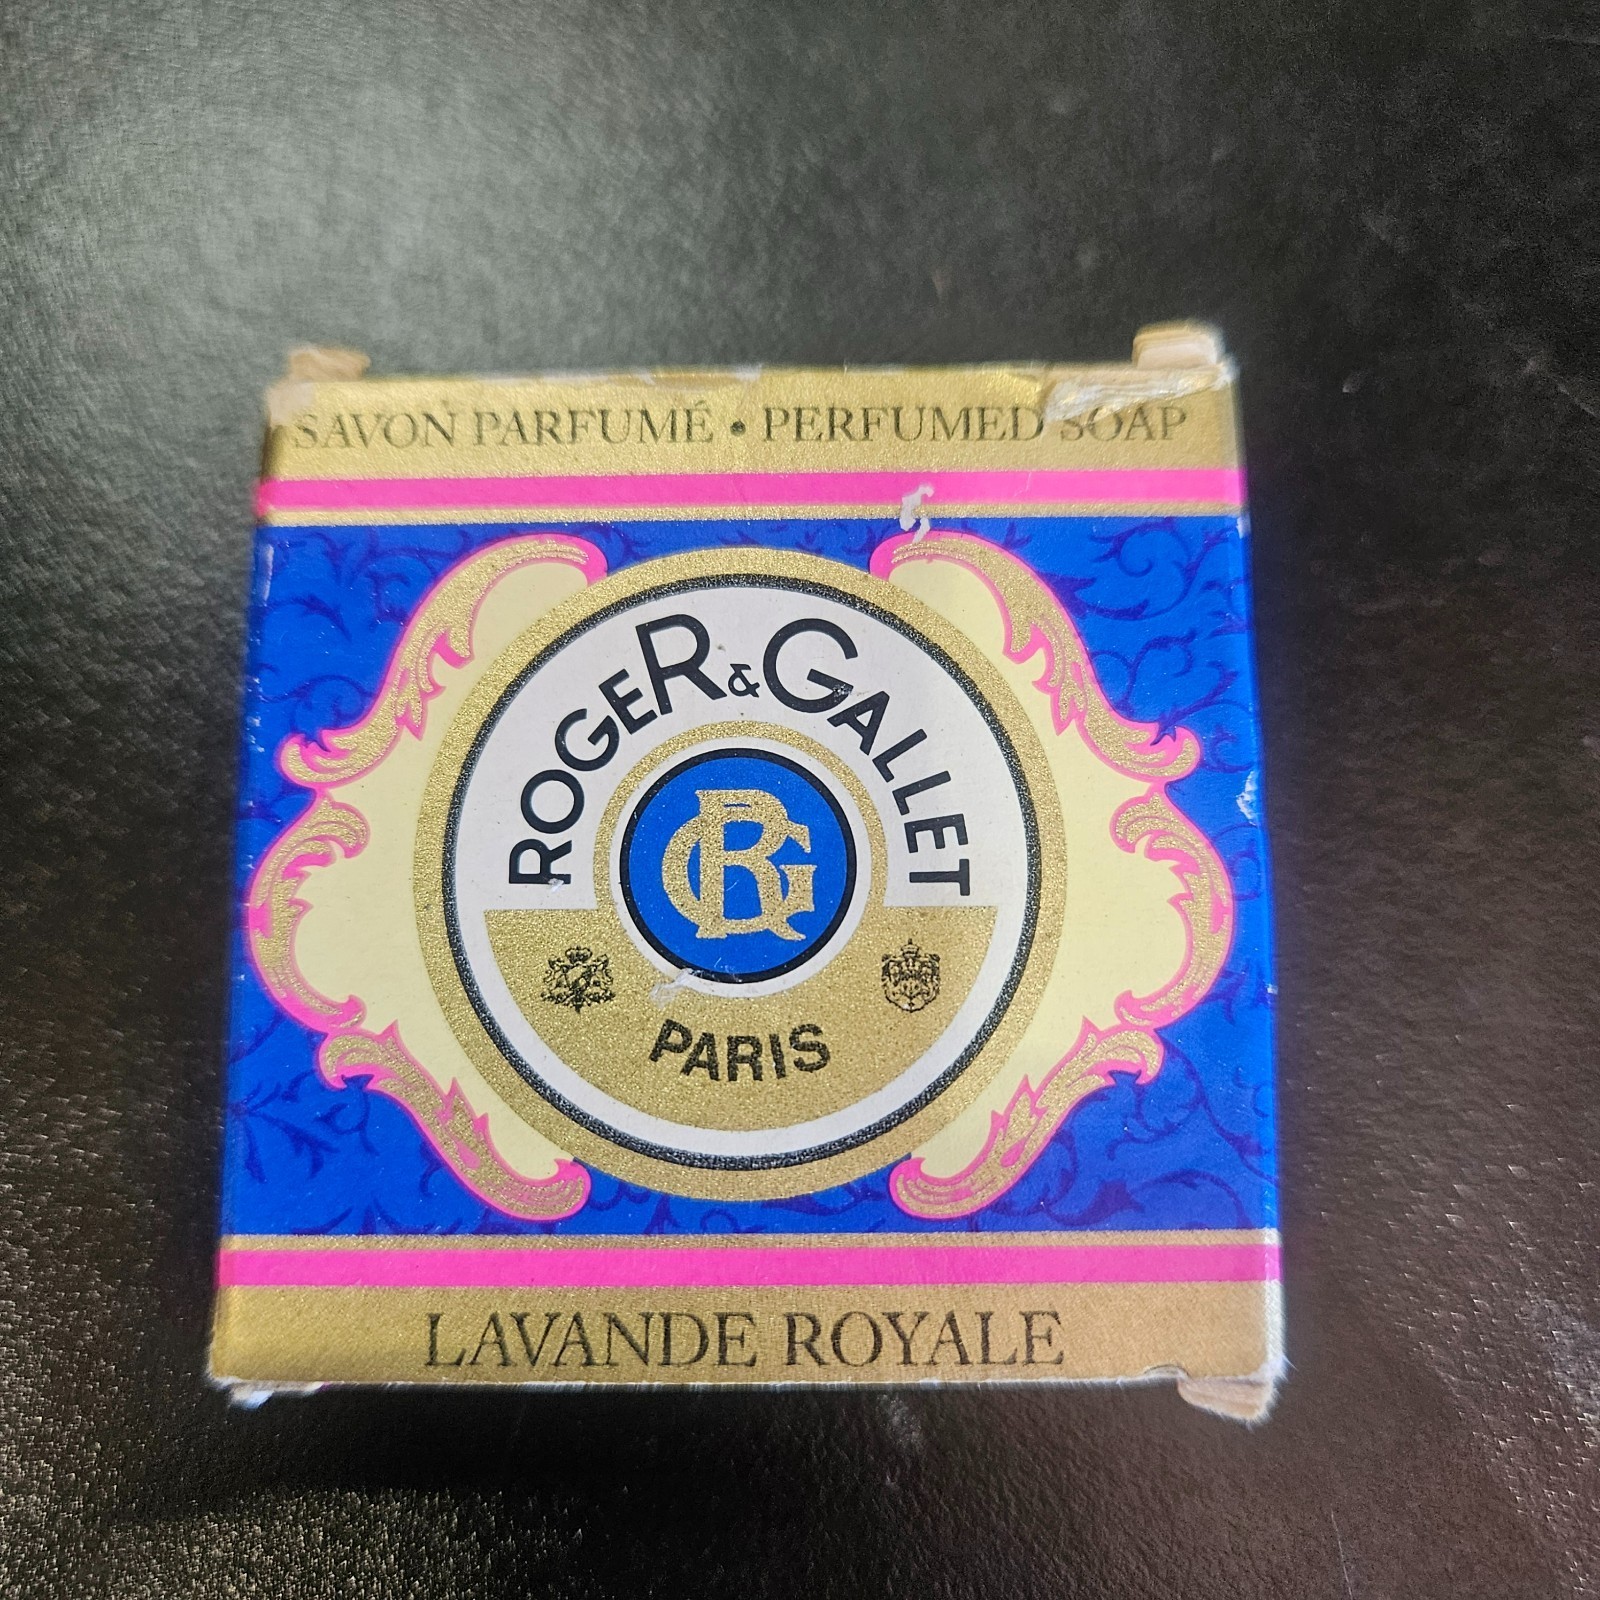 SAVON PARFUMÉ • PERFUMED SOAP
ROGER & GALLET
RG
PARIS
LAVANDE ROYALE